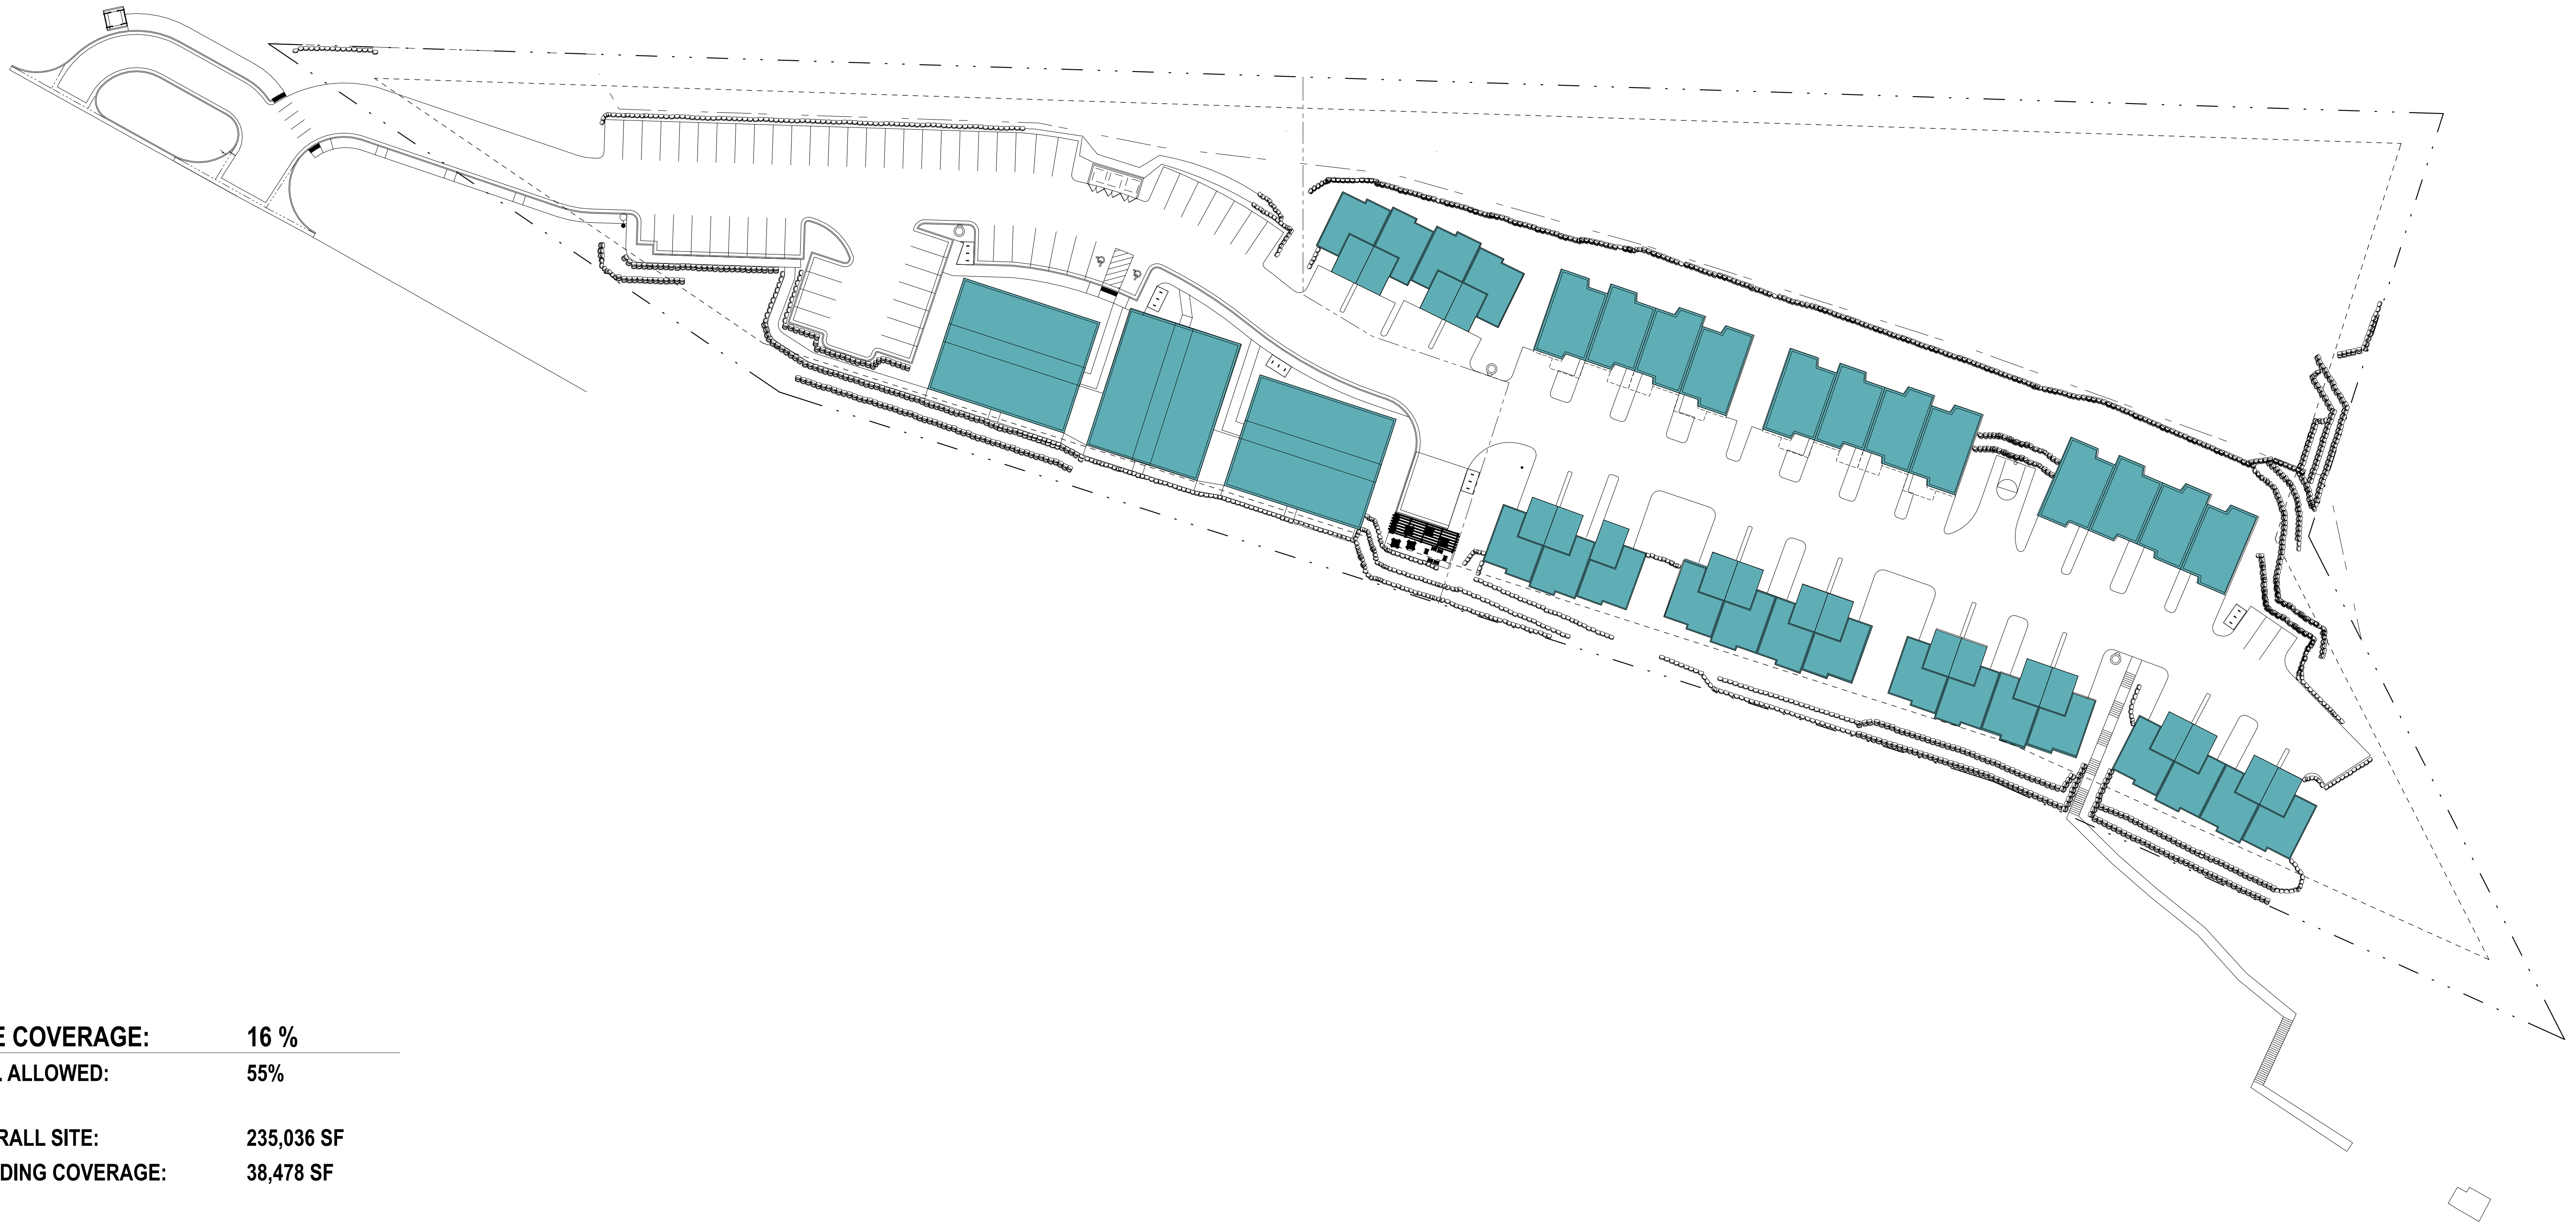 E COVERAGE: 16 %
. ALLOWED: 55%
RALL SITE: 235,036 SF
DING COVERAGE: 38,478 SF